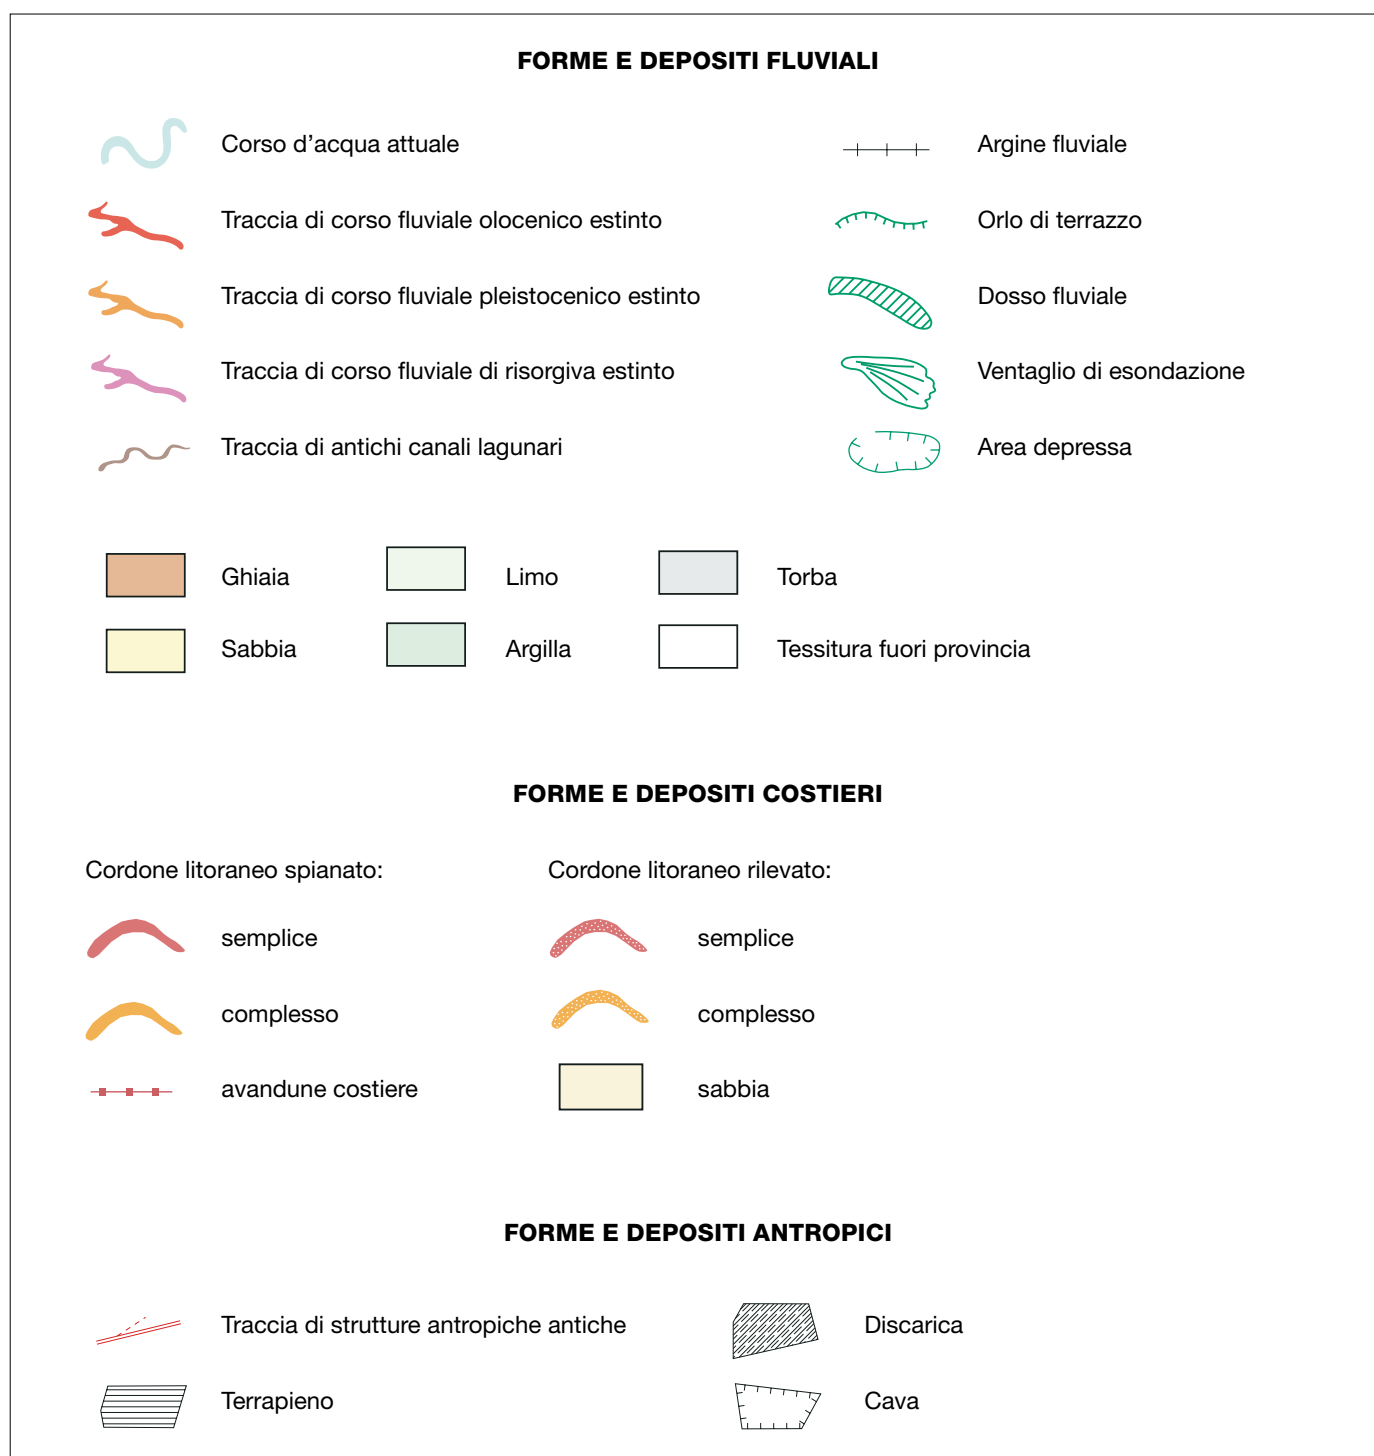 FORME E DEPOSITI FLUVIALI
Corso d'acqua attuale
Argine fluviale
Traccia di corso fluviale olocenico estinto
Orlo di terrazzo
Traccia di corso fluviale pleistocenico estinto
Dosso fluviale
Traccia di corso fluviale di risorgiva estinto
Ventaglio di esondazione
Traccia di antichi canali lagunari
Area depressa
Ghiaia
Limo
Torba
Sabbia
Argilla
Tessitura fuori provincia
FORME E DEPOSITI COSTIERI
Cordone litoraneo spianato:
Cordone litoraneo rilevato:
semplice
semplice
complesso
complesso
avandune costiere
sabbia
FORME E DEPOSITI ANTROPICI
Traccia di strutture antropiche antiche
Discarica
Terrapieno
Cava